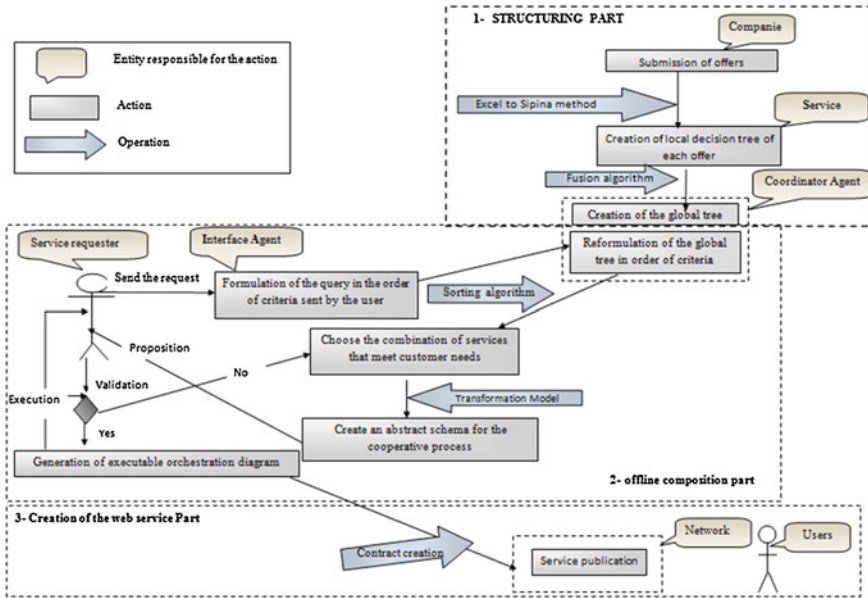 Entity responsible for the action
Action
Operation
1- STRUCTURING PART
Companie
Submission of offers
Excel to Sipina method
Service
Creation of local decision tree of
each offer
Fusion algorithm
Coordinator Agent
Creation of the global tree
Service requester
Interface Agent
Reformulation of the global
tree in order of criteria
Send the request
Formulation of the query in the order
of criteria sent by the user
Sorting algorithm
Proposition
Choose the combination of services
that meet customer needs
No
Validation
Execution
Transformation Model
Yes
Create an abstract schema for the
cooperative process
Generation of executable orchestration diagram
2- offline composition part
3- Creation of the web service Part
Contract creation
Network
Users
Service publication